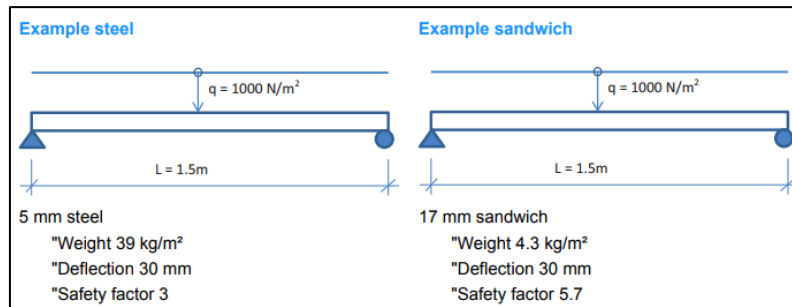 Example steel
q = 1000 N/m²
L = 1.5m
5 mm steel
"Weight 39 kg/m²
"Deflection 30 mm
"Safety factor 3
Example sandwich
q = 1000 N/m²
L = 1.5m
17 mm sandwich
"Weight 4.3 kg/m²
"Deflection 30 mm
"Safety factor 5.7